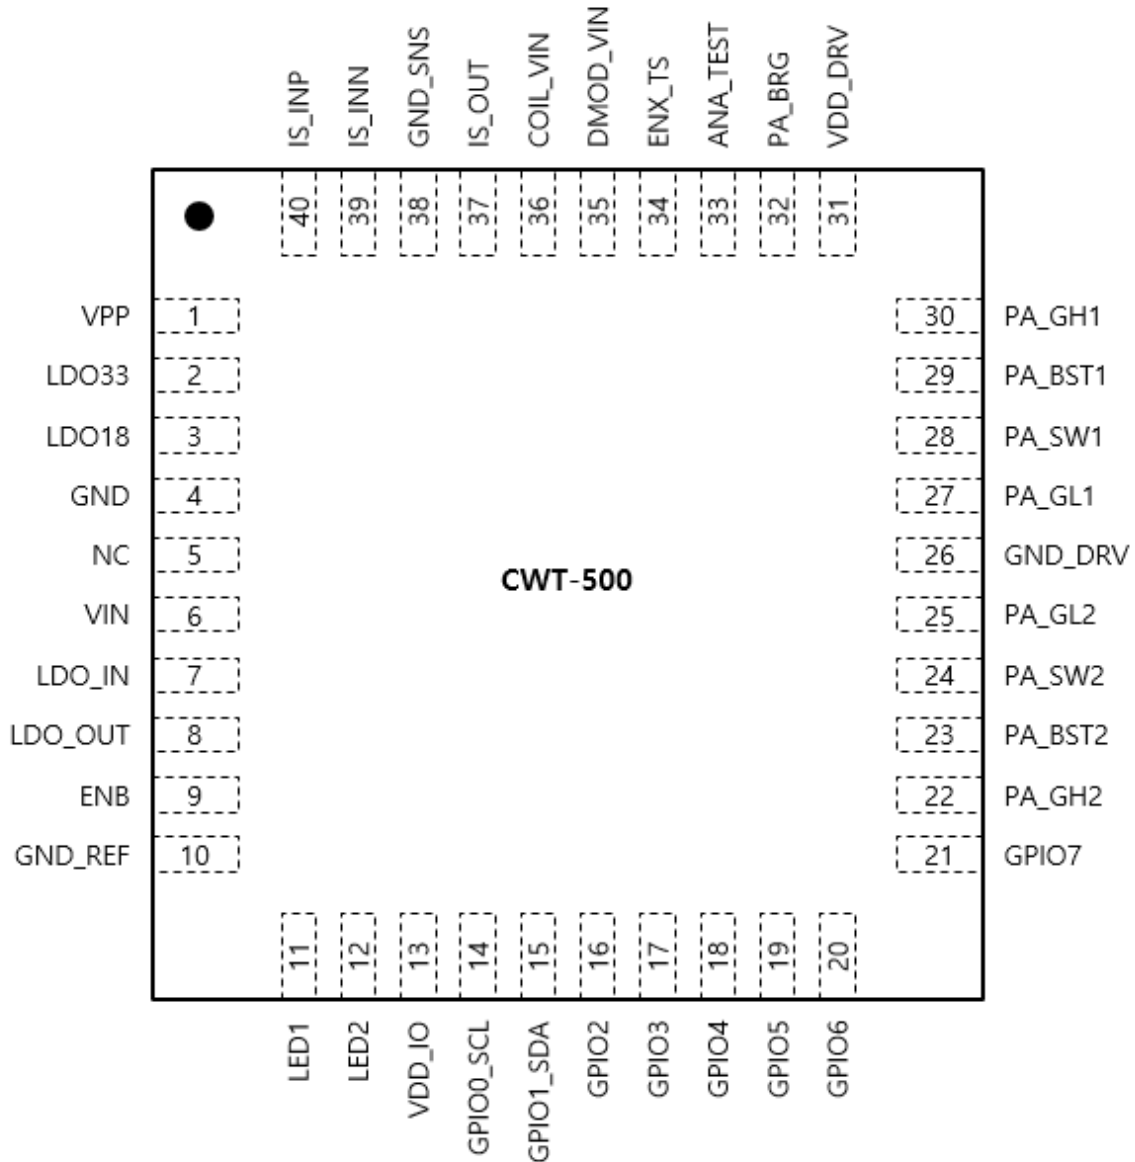 IS_INP
IS_INN
GND_SNS
IS_OUT
COIL_VIN
DMOD_VIN
ENX_TS
ANA_TEST
PA_BRG
VDD_DRV
40
39
38
37
36
35
34
33
32
31
VPP 1
30 PA_GH1
LDO33 2
29 PA_BST1
LDO18 3
28 PA_SW1
GND 4
27 PA_GL1
NC 5
26 GND_DRV
CWT-500
VIN 6
25 PA_GL2
LDO_IN 7
24 PA_SW2
LDO_OUT 8
23 PA_BST2
ENB 9
22 PA_GH2
GND_REF 10
21 GPIO7
11
12
13
14
15
16
17
18
19
20
LED1
LED2
VDD_IO
GPIO0_SCL
GPIO1_SDA
GPIO2
GPIO3
GPIO4
GPIO5
GPIO6